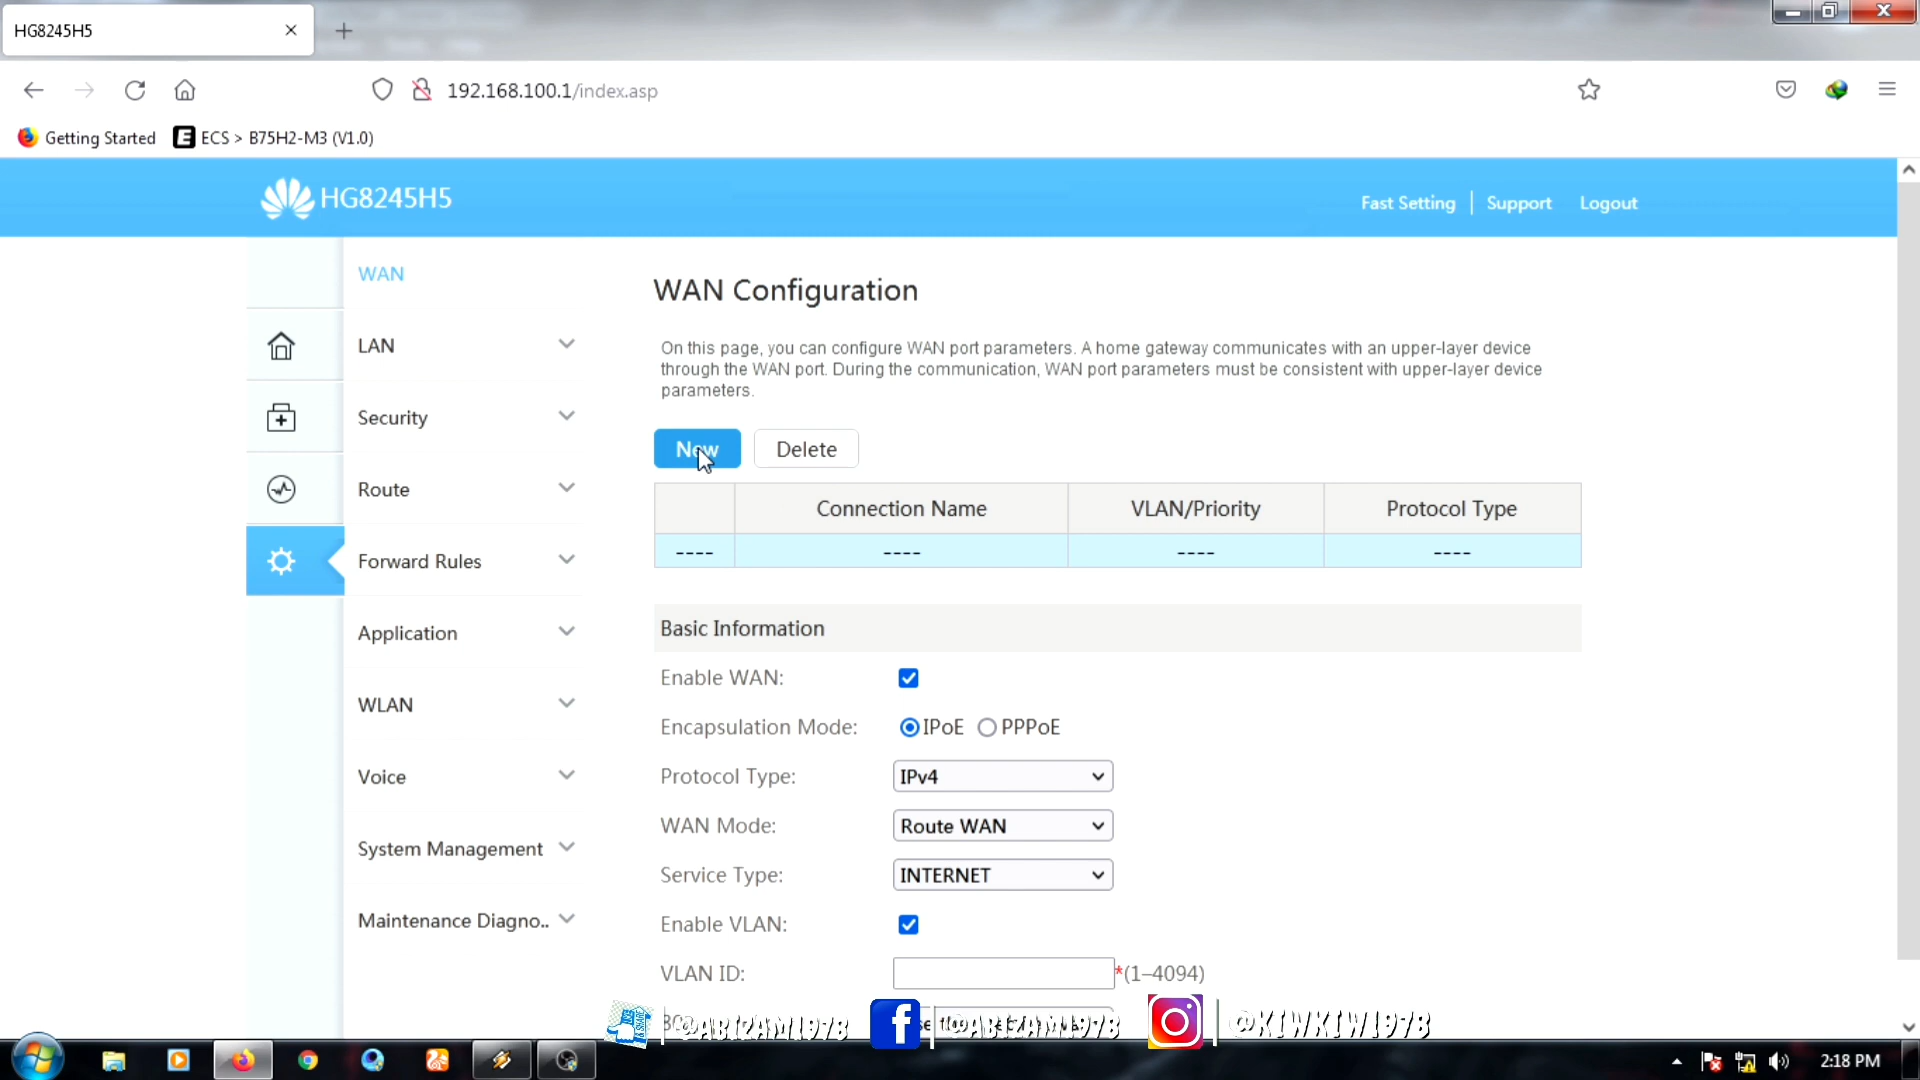 HG8245H5
192.168.100.1/index.asp
Getting Started
ECS > B75H2-M3 (V1.0)
HG8245H5
Fast Setting
Support
Logout
WAN
LAN
Security
Route
Forward Rules
Application
WLAN
Voice
System Management
Maintenance Diagno..
WAN Configuration
On this page, you can configure WAN port parameters. A home gateway communicates with an upper-layer device
through the WAN port. During the communication, WAN port parameters must be consistent with upper-layer device
parameters.
New
Delete
Connection Name
VLAN/Priority
Protocol Type
---- ---- ---- ----
Basic Information
Enable WAN:
Encapsulation Mode: IPoE PPPoE
Protocol Type: IPv4
WAN Mode: Route WAN
Service Type: INTERNET
Enable VLAN:
VLAN ID: *(1–4094)
@ABIRAM1978
@ABIRAM1978
@KIWKIW1978
2:18 PM